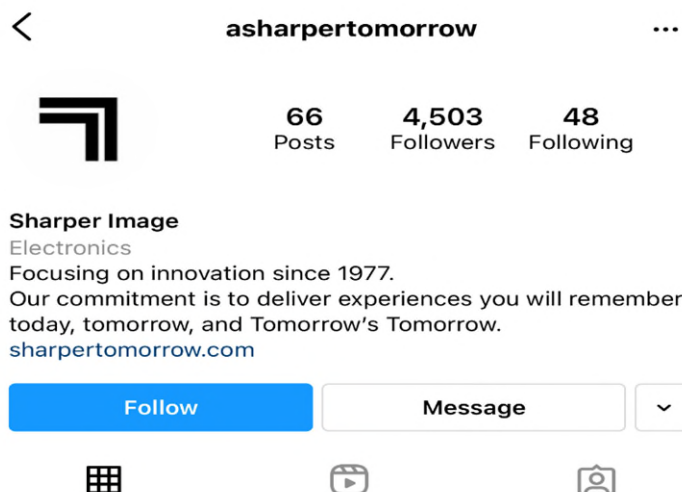 asharpertomorrow
66 4,503 48
Posts Followers Following
Sharper Image
Electronics
Focusing on innovation since 1977.
Our commitment is to deliver experiences you will remember
today, tomorrow, and Tomorrow's Tomorrow.
sharpertomorrow.com
Follow Message